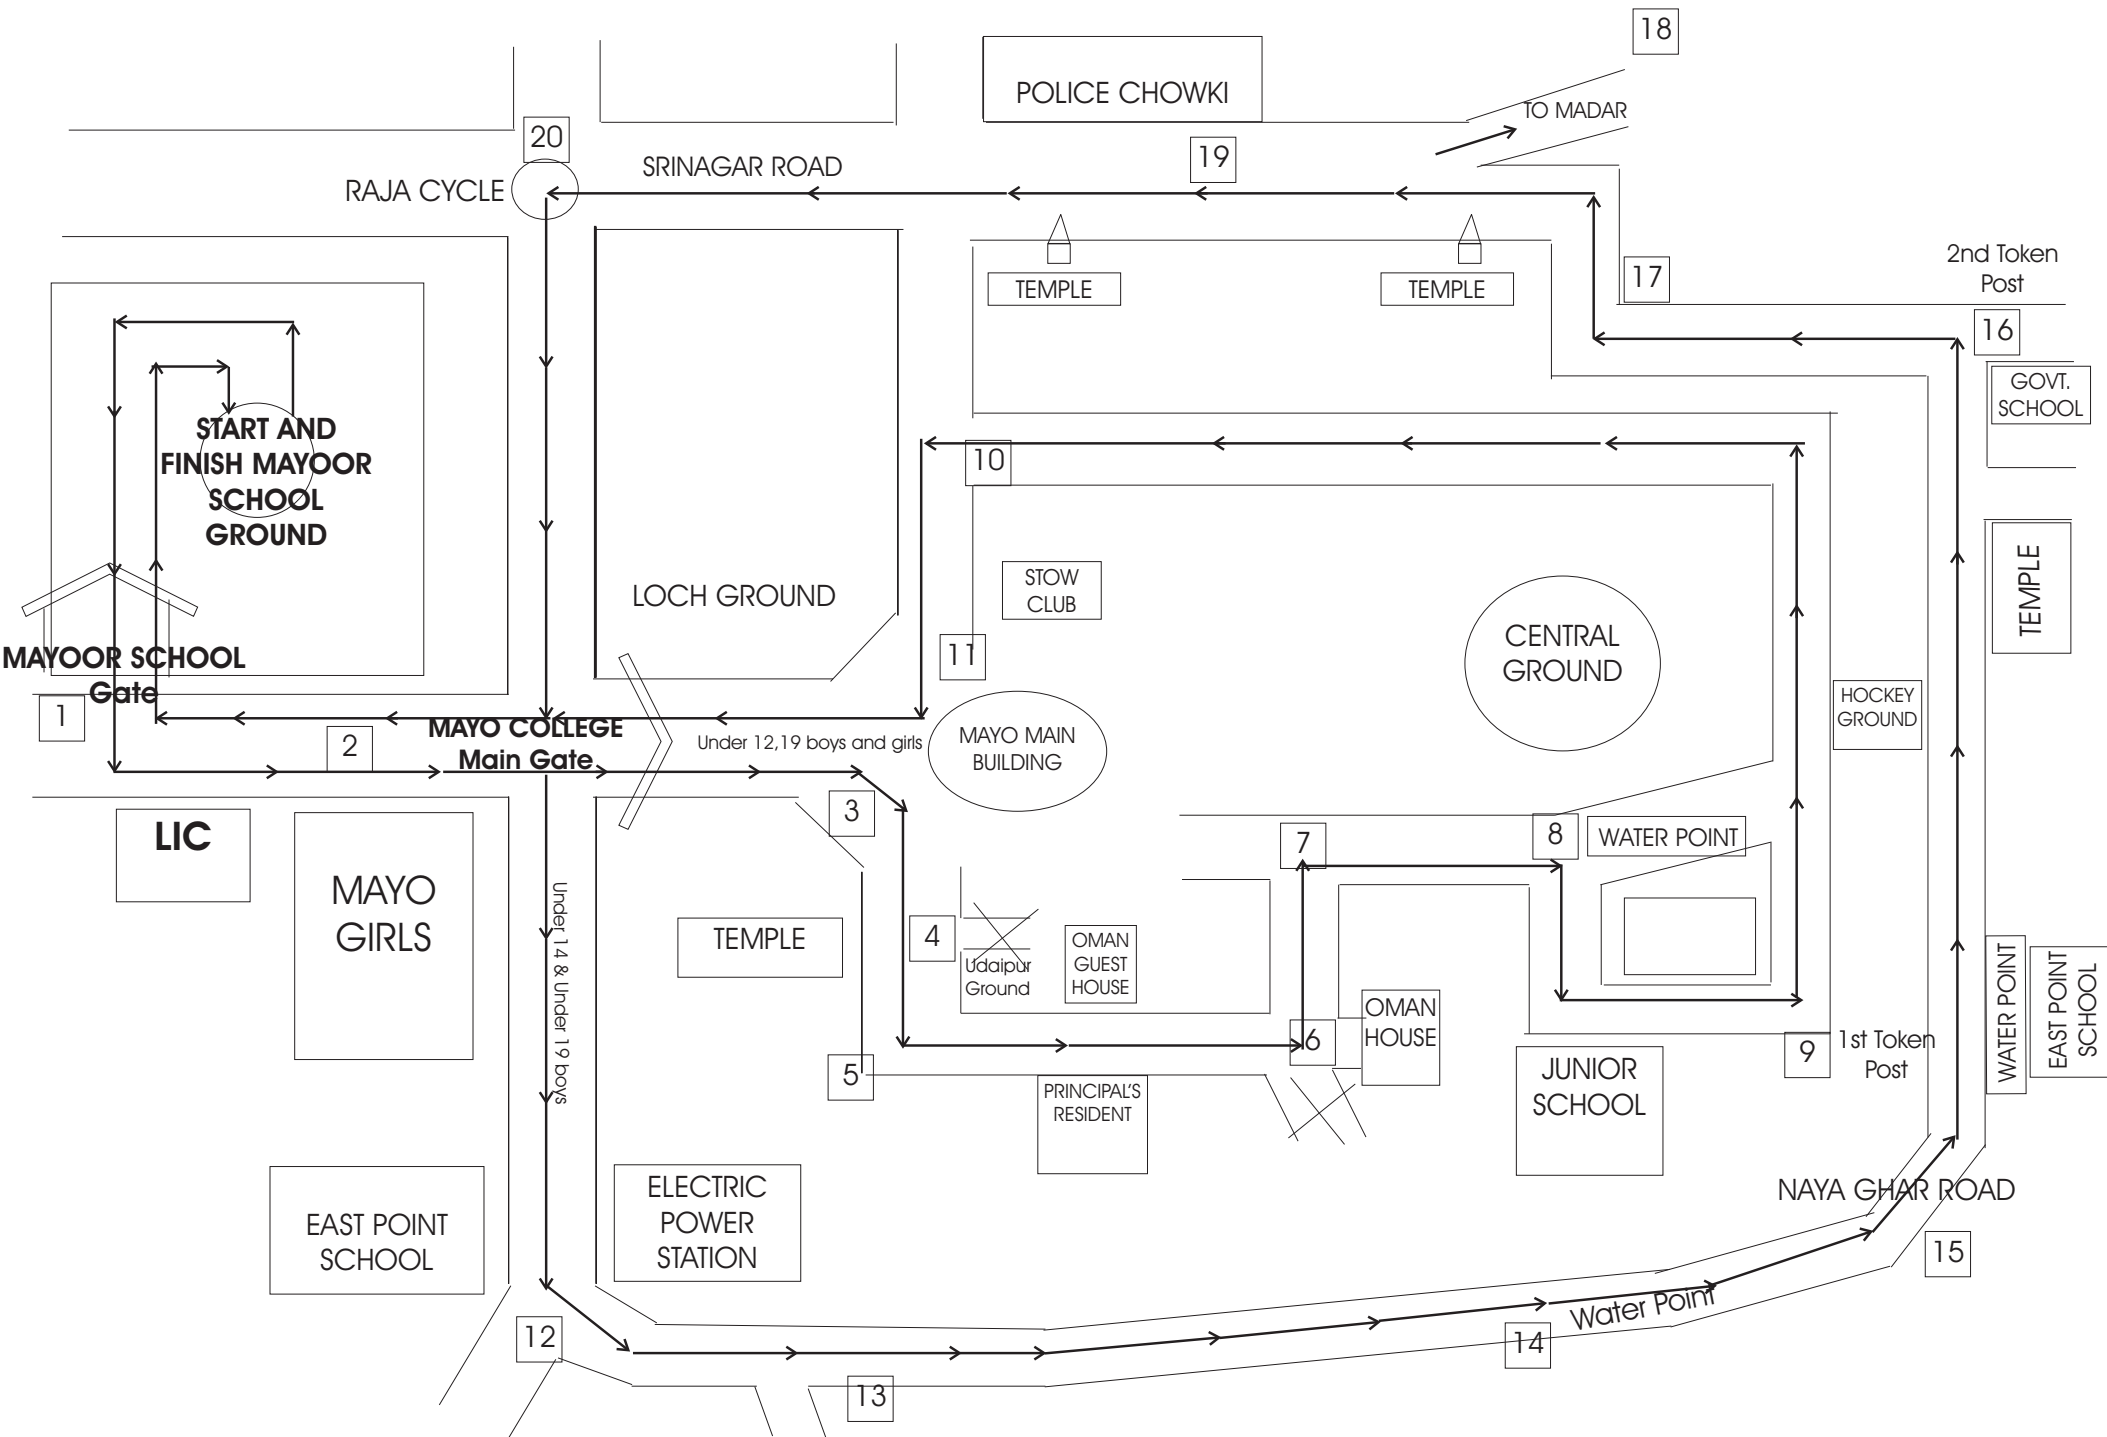 18
POLICE CHOWKI
TO MADAR
20
19
SRINAGAR ROAD
RAJA CYCLE
2nd Token
Post
17
TEMPLE
TEMPLE
16
GOVT.
SCHOOL
START AND
FINISH MAYOOR
SCHOOL
GROUND
10
TEMPLE
STOW
CLUB
LOCH GROUND
CENTRAL
GROUND
11
MAYOOR SCHOOL
Gate
1
HOCKEY
GROUND
MAYO COLLEGE
Main Gate
2
Under 12,19 boys and girls
MAYO MAIN
BUILDING
3
LIC
7
8
WATER POINT
MAYO
GIRLS
Under 14 & Under 19 boys
TEMPLE
4
Udaipur
Ground
OMAN
GUEST
HOUSE
WATER POINT
EAST POINT
SCHOOL
OMAN
HOUSE
6
5
9
1st Token
Post
PRINCIPAL'S
RESIDENT
JUNIOR
SCHOOL
NAYA GHAR ROAD
EAST POINT
SCHOOL
ELECTRIC
POWER
STATION
15
Water Point
12
14
13